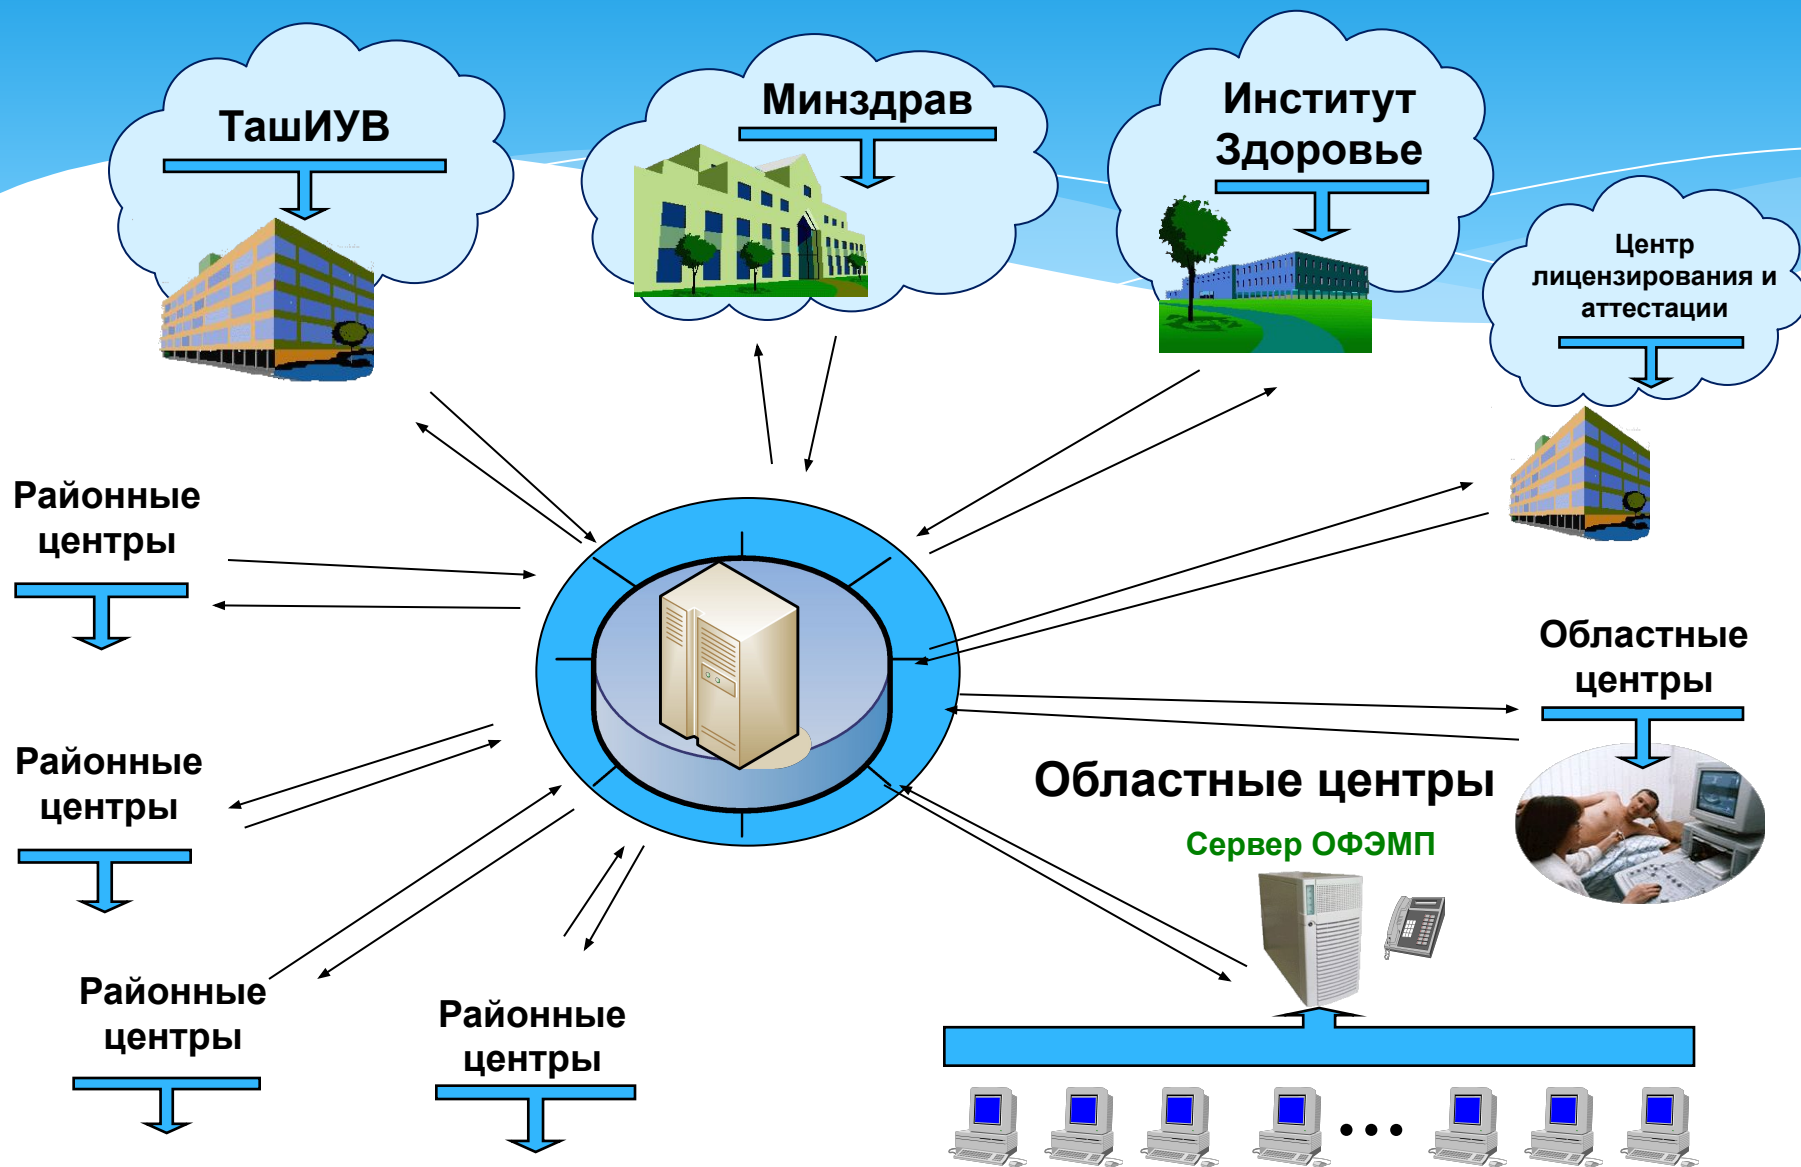 ТашИУВ
Минздрав
Институт
Здоровье
Центр
лицензирования и
аттестации
Районные
центры
Областные
центры
Районные
центры
Областные центры
Сервер ОФЭМП
Районные
центры
Районные
центры